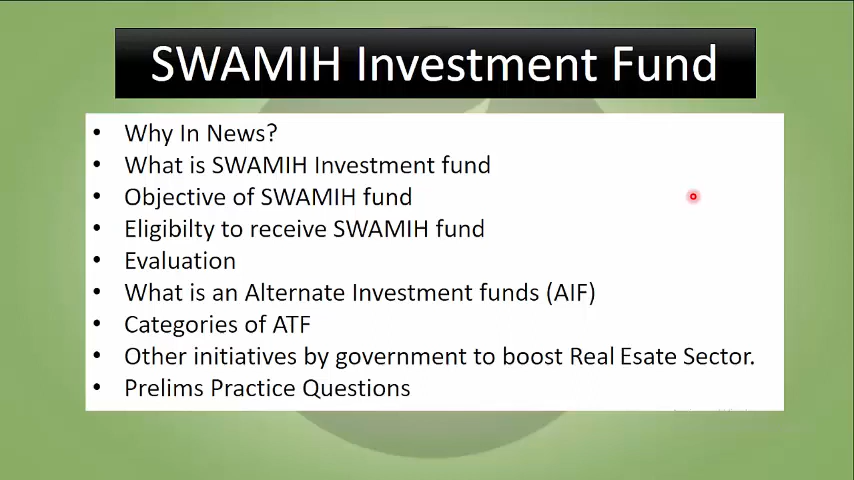 SWAMIH Investment Fund
• Why In News?
• What is SWAMIH Investment fund
• Objective of SWAMIH fund
• Eligibilty to receive SWAMIH fund
• Evaluation
• What is an Alternate Investment funds (AIF)
• Categories of ATF
• Other initiatives by government to boost Real Esate Sector.
• Prelims Practice Questions